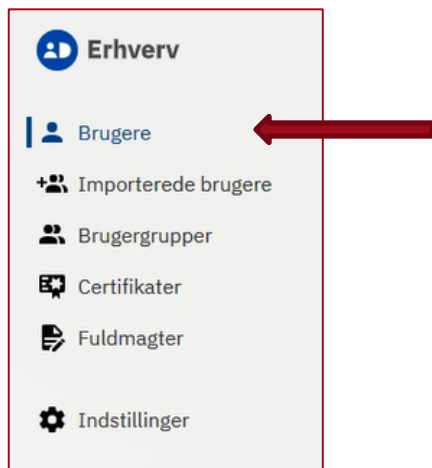 Erhverv
Brugere
Importerede brugere
Brugergrupper
Certifikater
Fuldmagter
Indstillinger